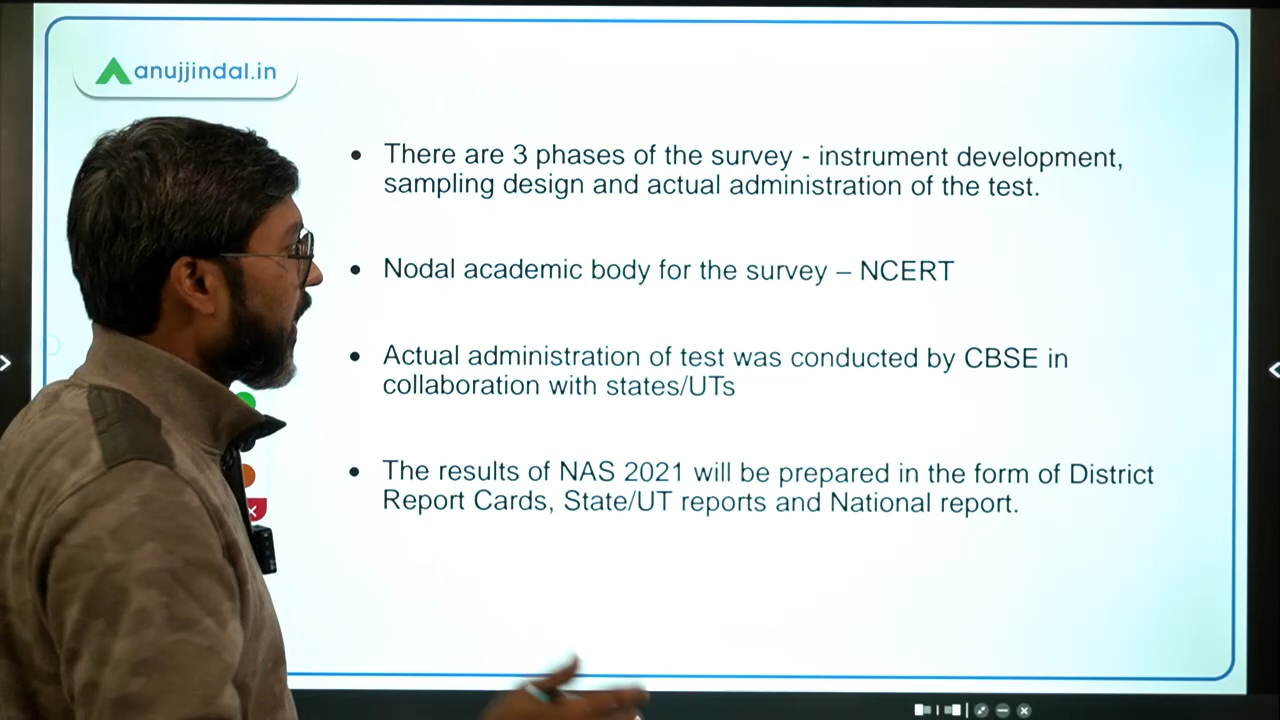 anujjindal.in
There are 3 phases of the survey - instrument development,
sampling design and actual administration of the test.
Nodal academic body for the survey – NCERT
Actual administration of test was conducted by CBSE in
collaboration with states/UTs
The results of NAS 2021 will be prepared in the form of District
Report Cards, State/UT reports and National report.